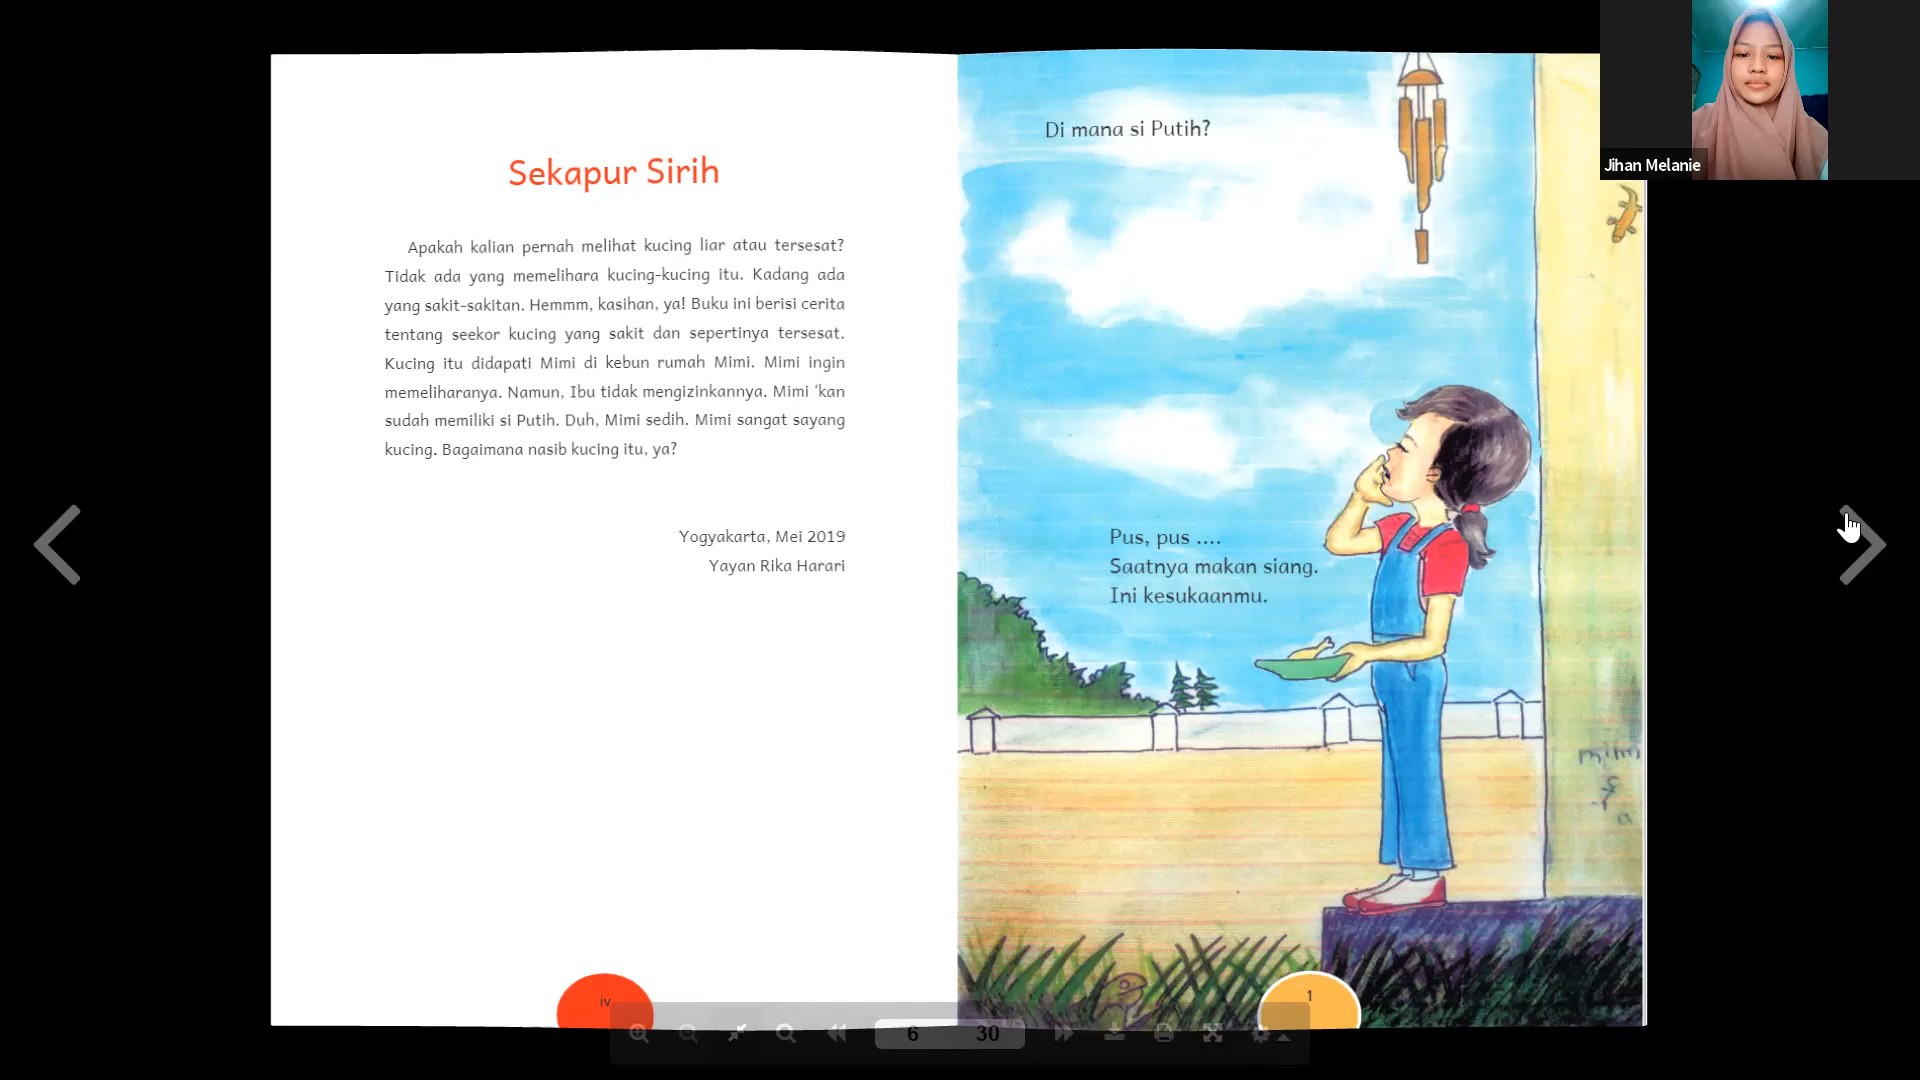 Sekapur Sirih
Apakah kalian pernah melihat kucing liar atau tersesat?
Tidak ada yang memelihara kucing-kucing itu. Kadang ada
yang sakit-sakitan. Hemmm, kasihan, ya! Buku ini berisi cerita
tentang seekor kucing yang sakit dan sepertinya tersesat.
Kucing itu didapati Mimi di kebun rumah Mimi. Mimi ingin
memeliharanya. Namun, Ibu tidak mengizinkannya. Mimi ‘kan
sudah memiliki si Putih. Duh, Mimi sedih. Mimi sangat sayang
kucing. Bagaimana nasib kucing itu, ya?
Yogyakarta, Mei 2019
Yayan Rika Harari
iv
Di mana si Putih?
Pus, pus ....
Saatnya makan siang.
Ini kesukaanmu.
mimi
1
Jihan Melanie
6
30